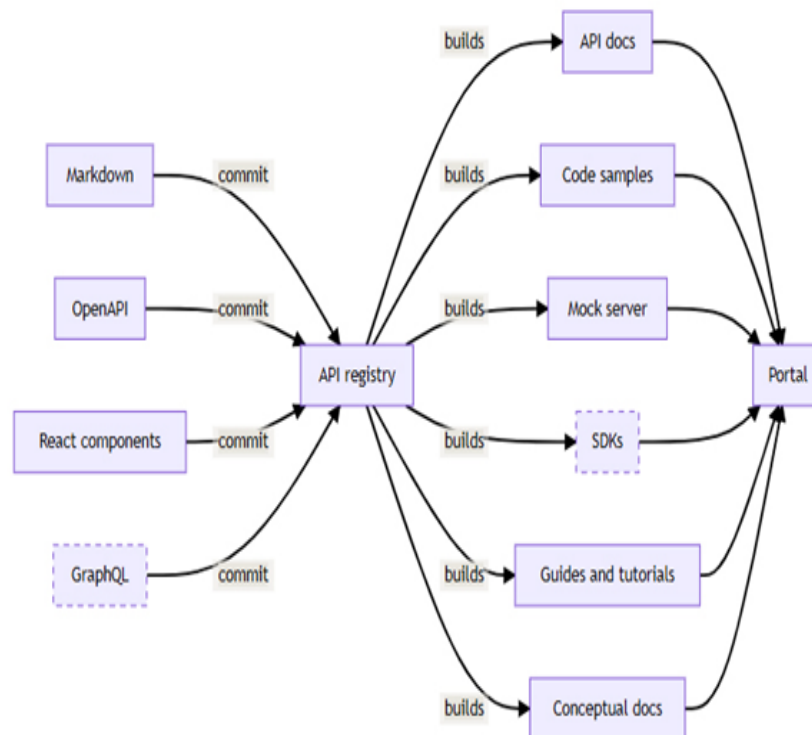 builds
API docs
Markdown
commit
builds
Code samples
OpenAPI
commit
builds
Mock server
API registry
Portal
React components
commit
builds
SDKs
GraphQL
commit
builds
Guides and tutorials
builds
Conceptual docs